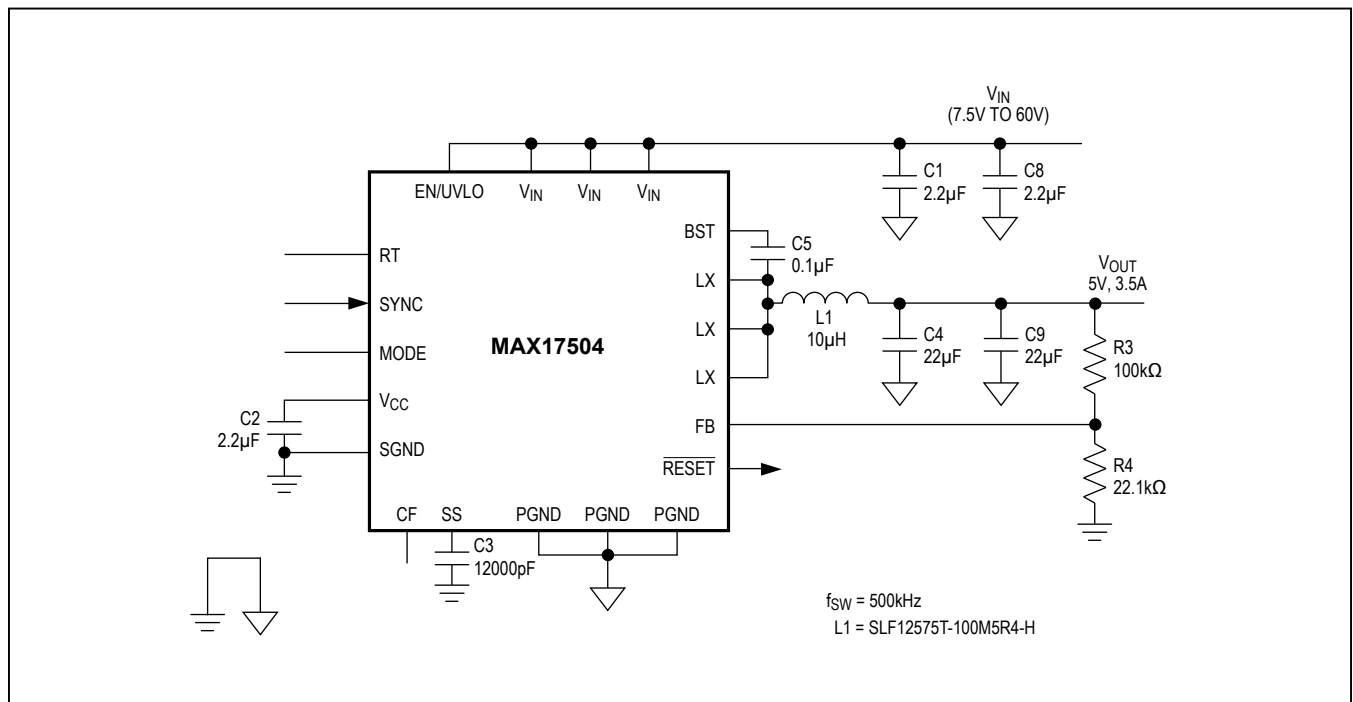 VIN
(7.5V TO 60V)
C1
2.2µF
C8
2.2µF
EN/UVLO
VIN
VIN
VIN
BST
C5
0.1µF
RT
LX
VOUT
5V, 3.5A
SYNC
L1
10µH
LX
C4
22µF
C9
22µF
R3
100kΩ
MODE
MAX17504
LX
VCC
C2
2.2µF
FB
SGND
RESET
R4
22.1kΩ
CF
SS
PGND
PGND
PGND
C3
12000pF
fSW = 500kHz
L1 = SLF12575T-100M5R4-H